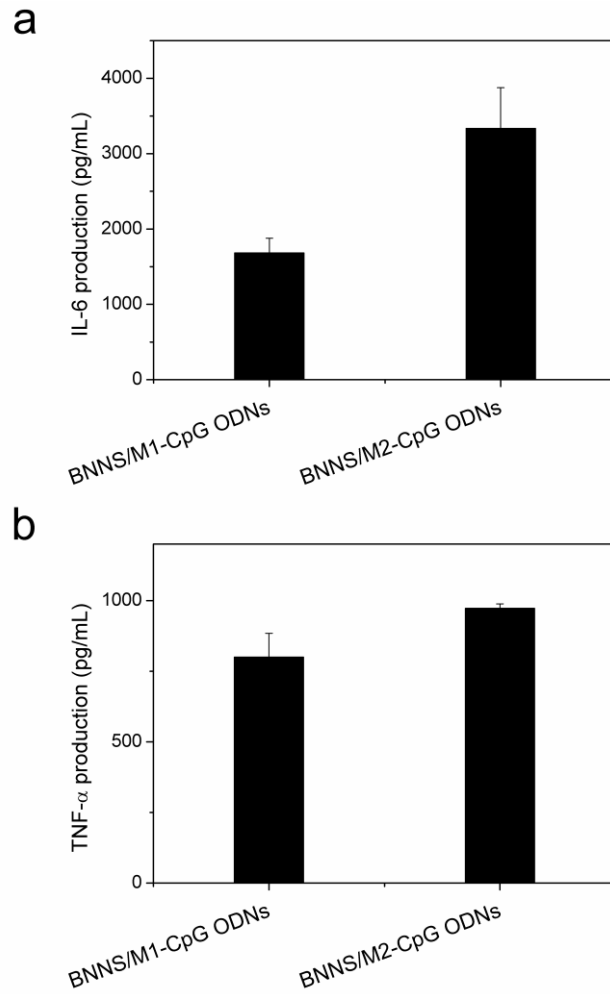 a
IL-6 production (pg/mL)
4000
3000
2000
1000
0
BNNS/M1-CpG ODNs
BNNS/M2-CpG ODNs
b
TNF-α production (pg/mL)
1000
500
0
BNNS/M1-CpG ODNs
BNNS/M2-CpG ODNs